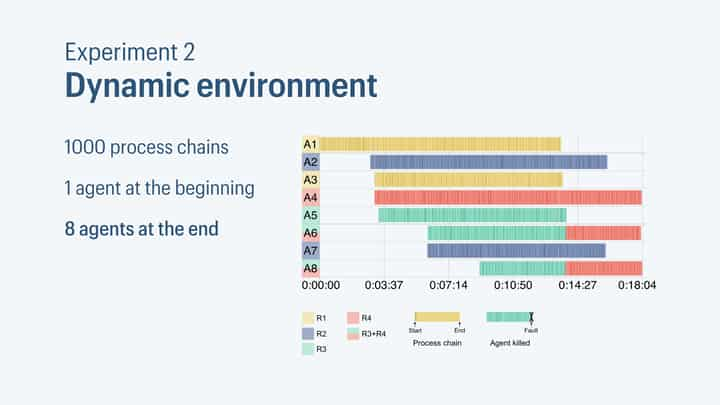 Experiment 2
Dynamic environment
1000 process chains
1 agent at the beginning
8 agents at the end
A1
A2
A3
A4
A5
A6
A7
A8
0:00:00 0:03:37 0:07:14 0:10:50 0:14:27 0:18:04
R1
R2
R3
R4
R3+R4
Start End
Process chain
Fault
Agent killed